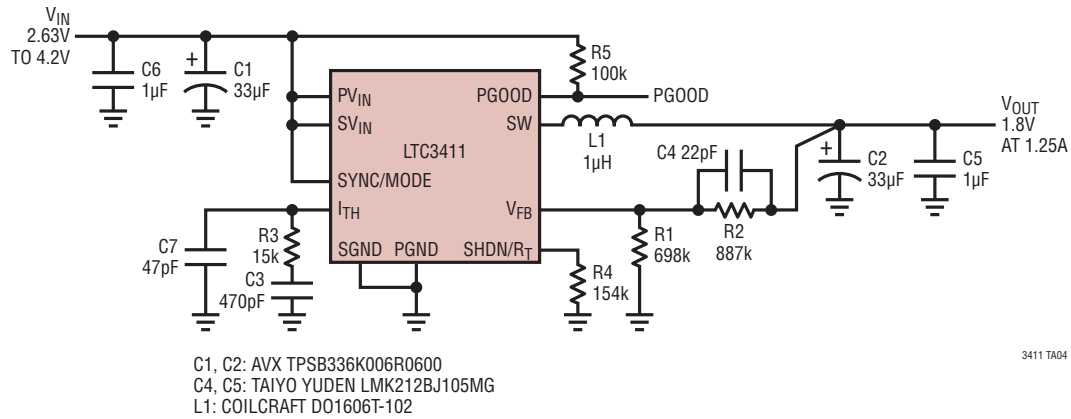 VIN
2.63V
TO 4.2V
C6
1µF
+
C1
33µF
R5
100k
PVIN
SVIN
LTC3411
SYNC/MODE
ITH
SGND PGND
PGOOD
SW
VFB
SHDN/RT
PGOOD
L1
1µH
VOUT
1.8V
AT 1.25A
C4 22pF
+
C2
33µF
C5
1µF
R2
887k
R1
698k
R4
154k
R3
15k
C7
47pF
C3
470pF
C1, C2: AVX TPSB336K006R0600
C4, C5: TAIYO YUDEN LMK212BJ105MG
L1: COILCRAFT DO1606T-102
3411 TA04